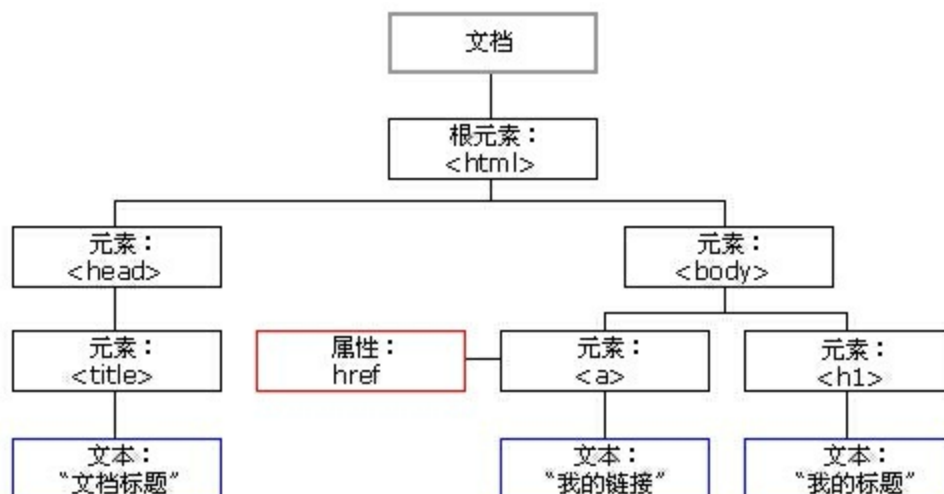 文档
根元素：
<html>
元素：
<head>
元素：
<body>
元素：
<title>
属性：
href
元素：
<a>
元素：
<h1>
文本：
“文档标题”
文本：
“我的链接”
文本：
“我的标题”